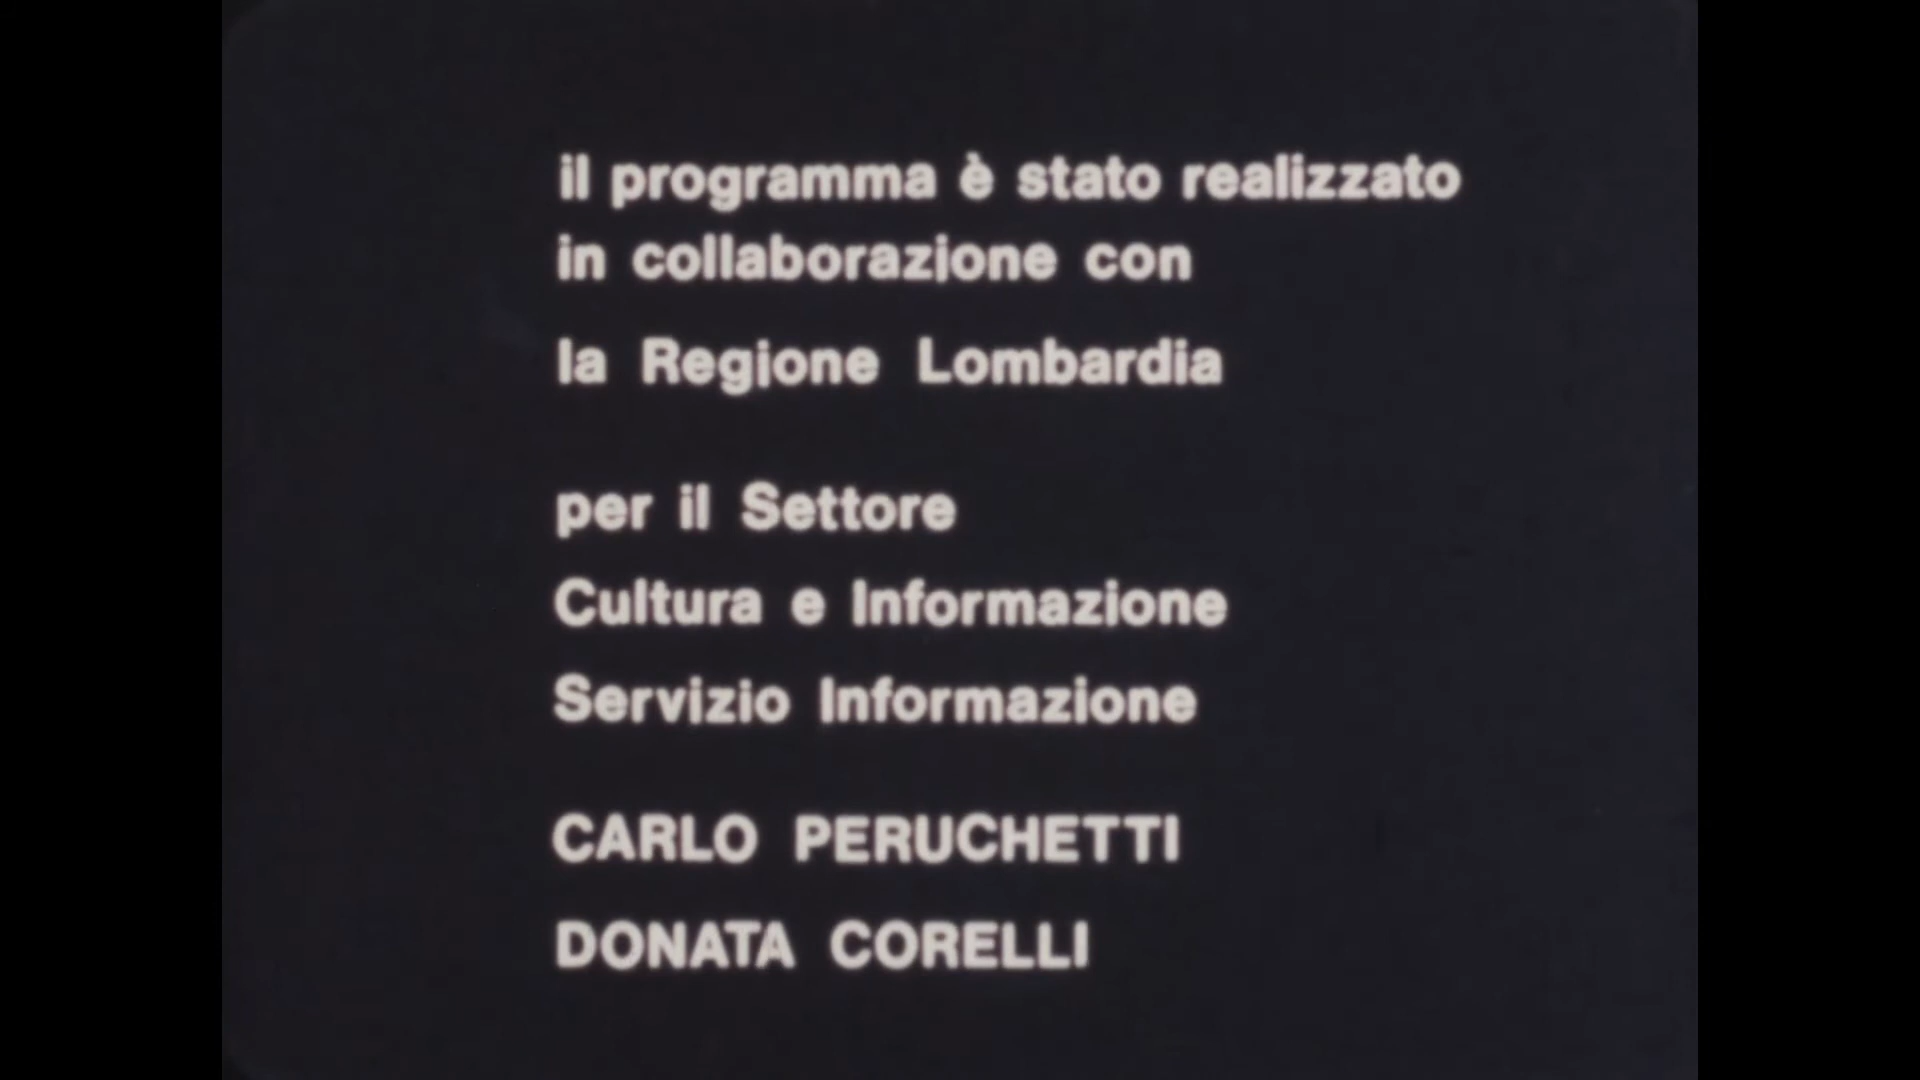 il programma è stato realizzato
in collaborazione con
la Regione Lombardia
per il Settore
Cultura e Informazione
Servizio Informazione
CARLO PERUCHETTI
DONATA CORELLI